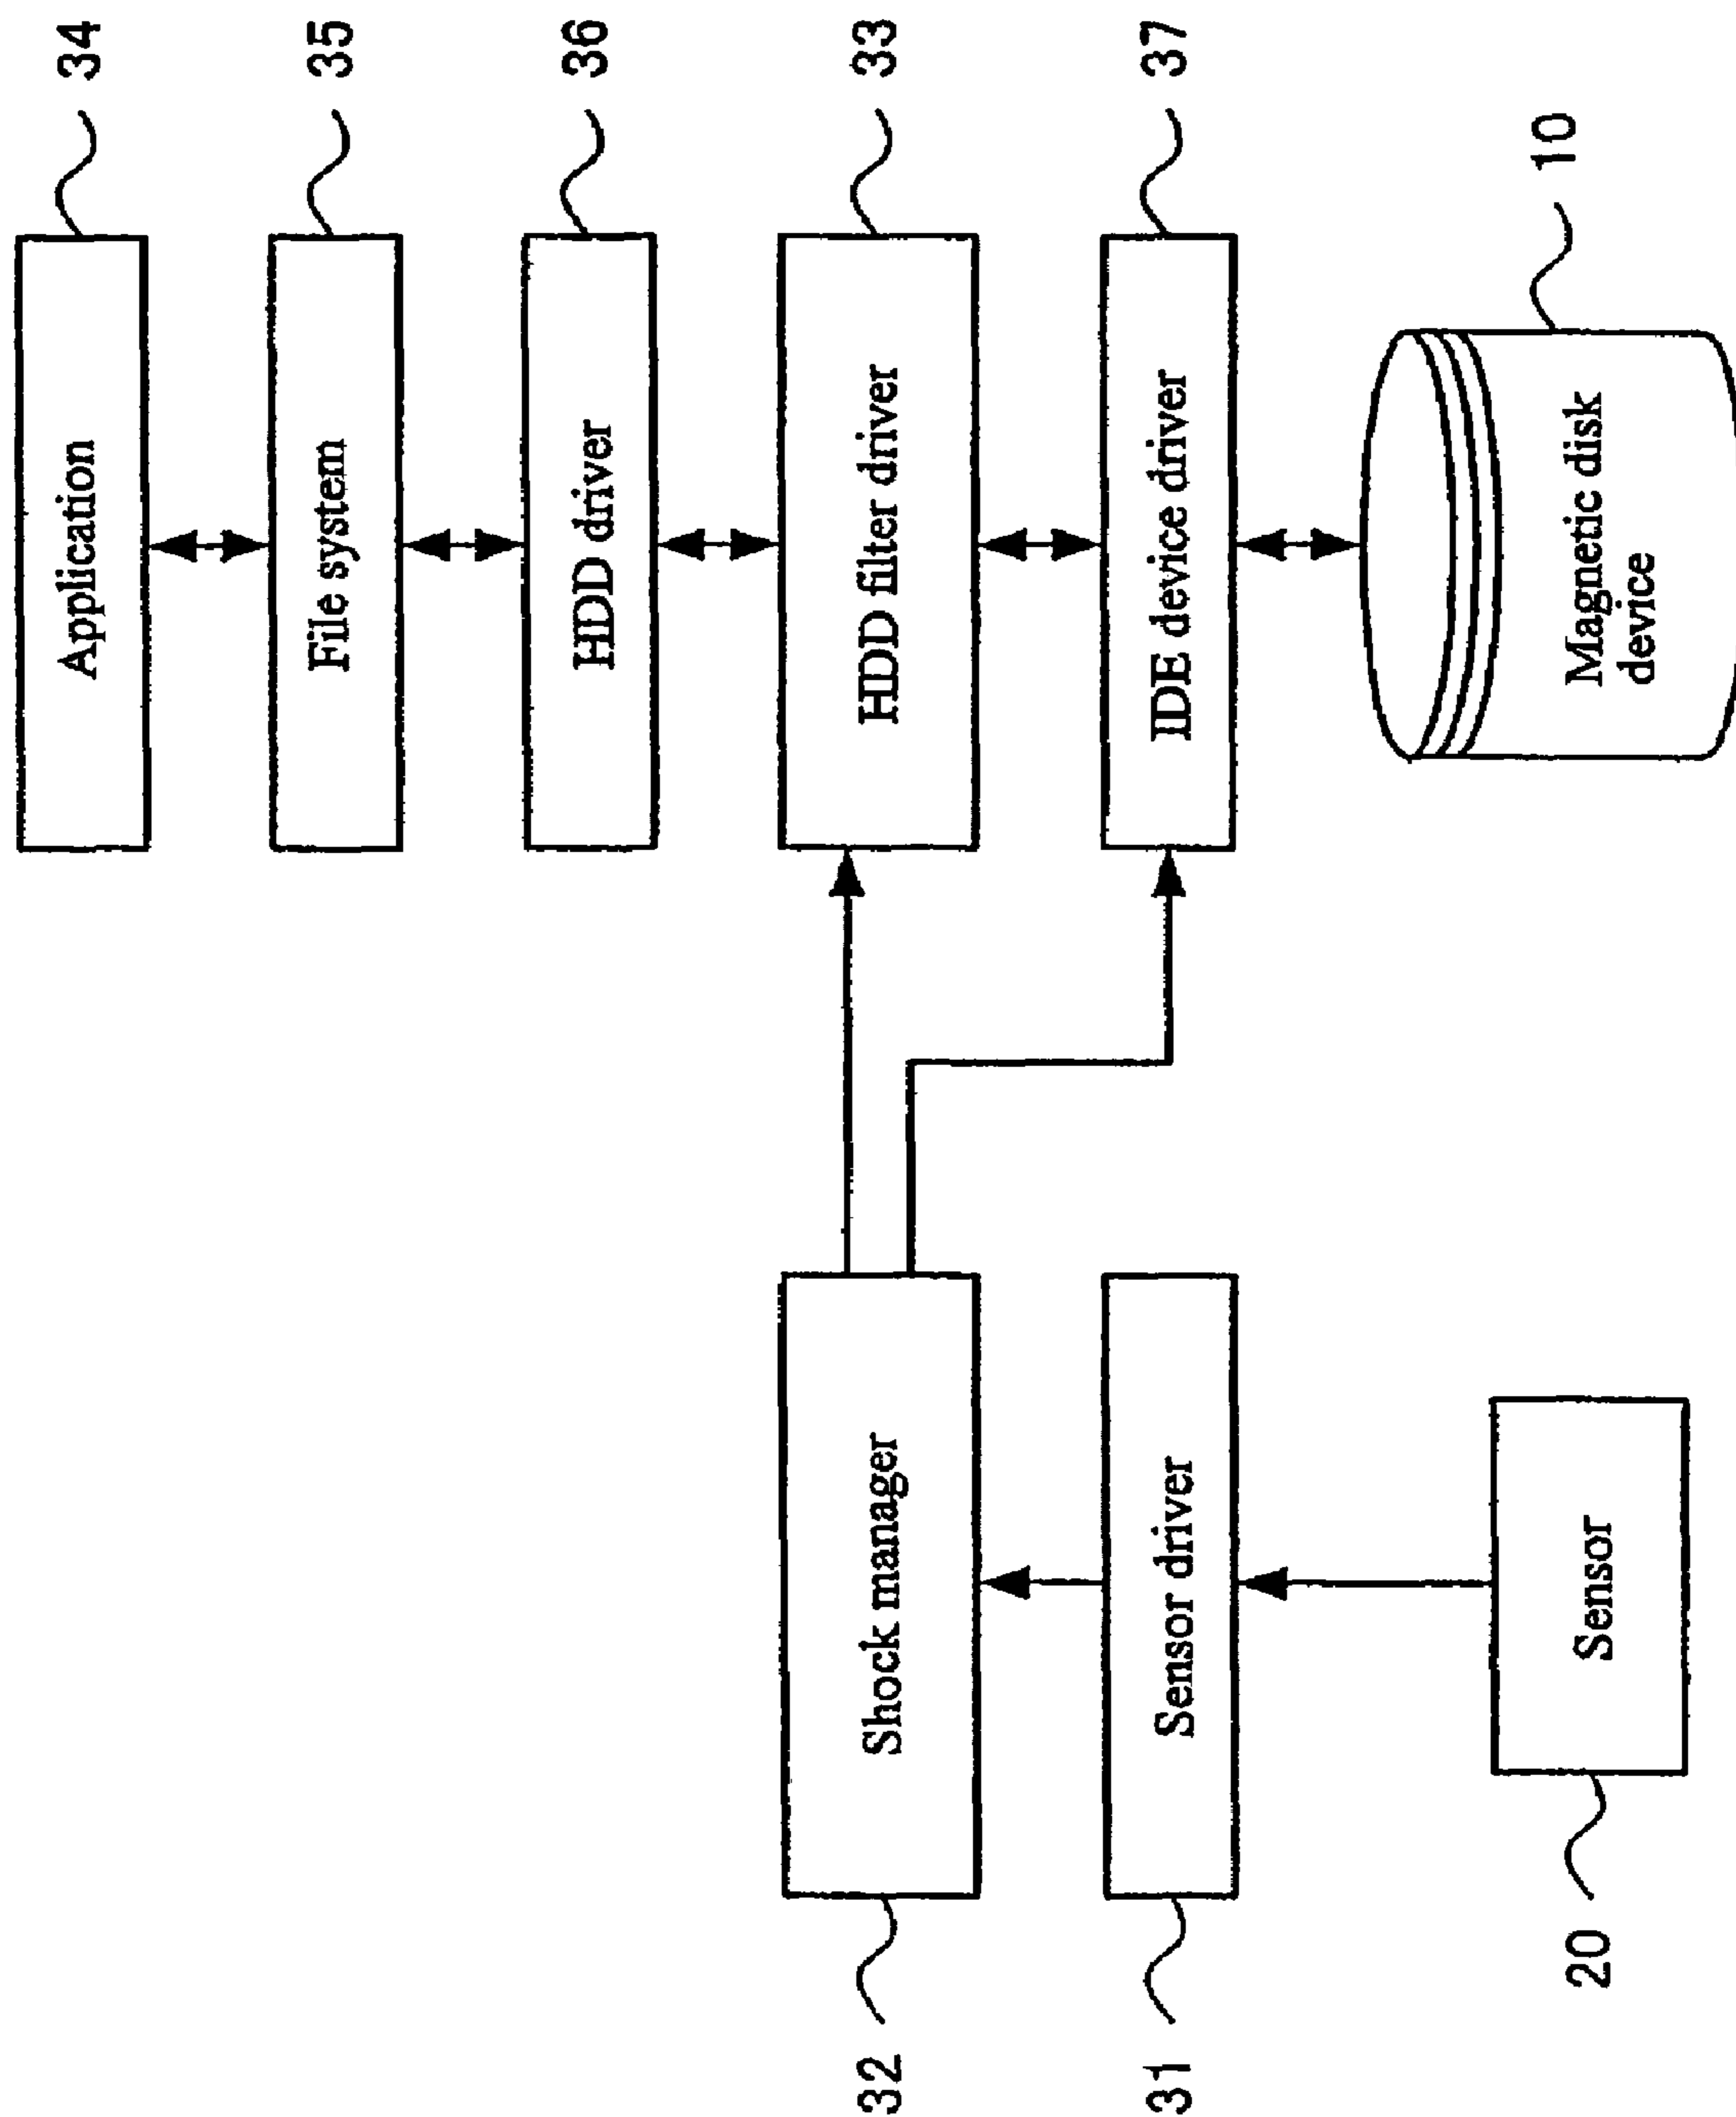 Application
34
File system
35
HDD driver
36
Shock manager
32
HDD filter driver
33
Sensor driver
31
IDE device driver
37
Sensor
20
Magnetic disk
device
10